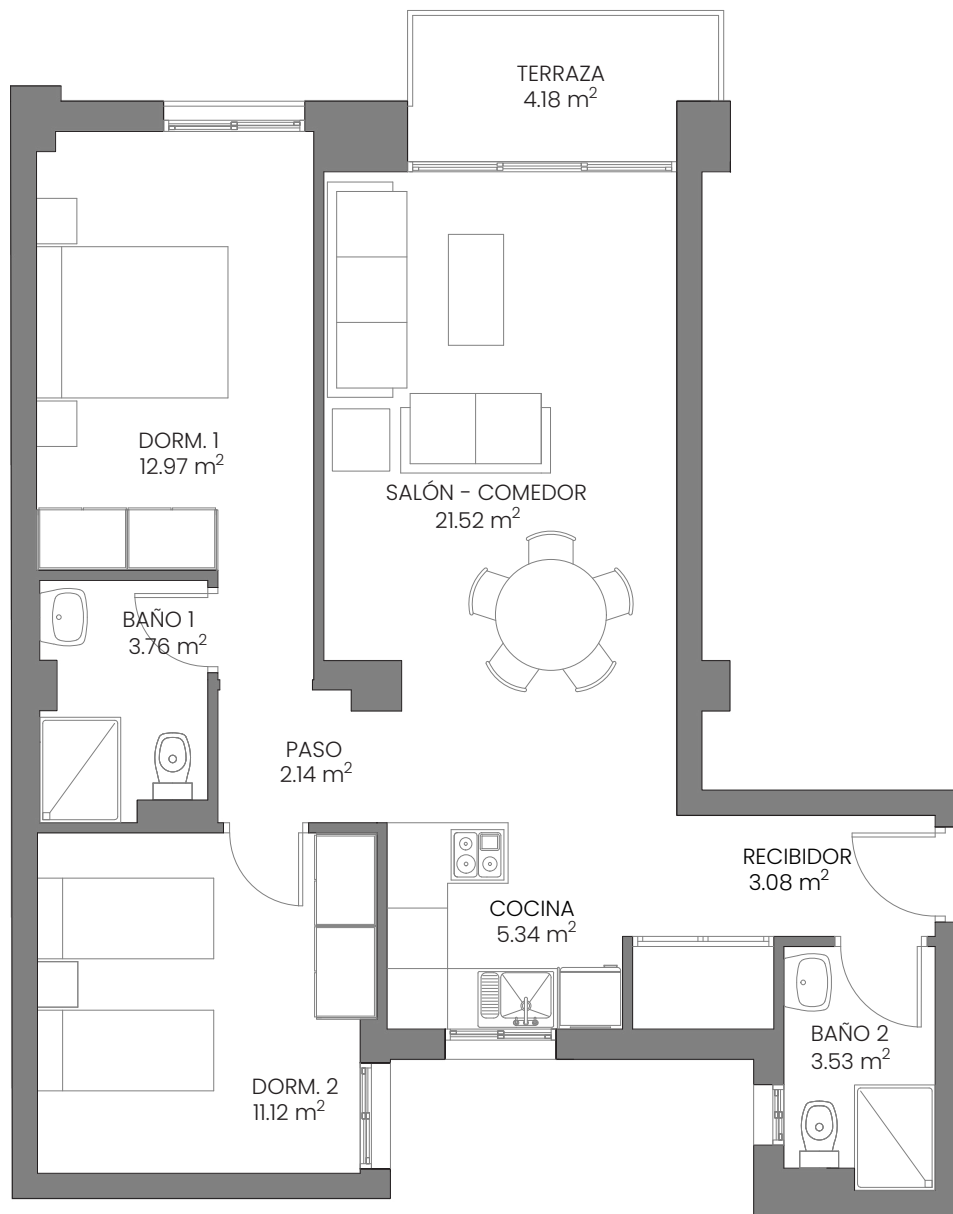 TERRAZA
4.18 m²
DORM. 1
12.97 m²
SALÓN - COMEDOR
21.52 m²
BAÑO 1
3.76 m²
PASO
2.14 m²
RECIBIDOR
3.08 m²
COCINA
5.34 m²
BAÑO 2
3.53 m²
DORM. 2
11.12 m²